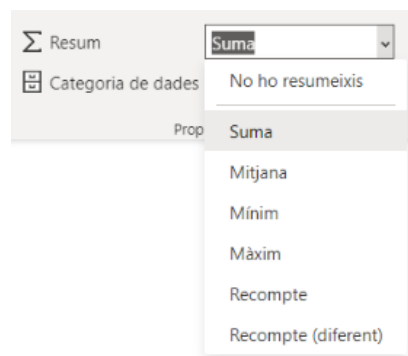 Σ Resum
Suma
Categoria de dades
No ho resumeixis
Prop
Suma
Mitjana
Mínim
Màxim
Recompte
Recompte (diferent)